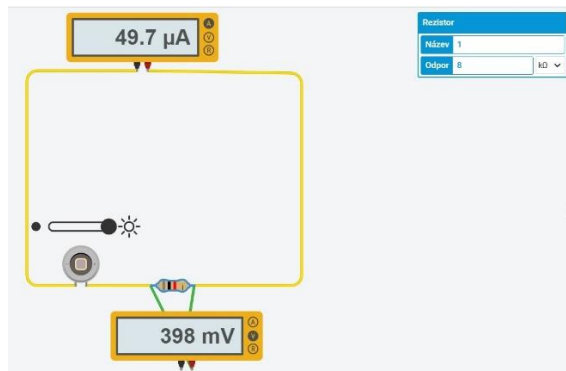 49.7 µA
A
V
R
Rezistor
Název 1
Odpor 8 kΩ
398 mV
A
V
R